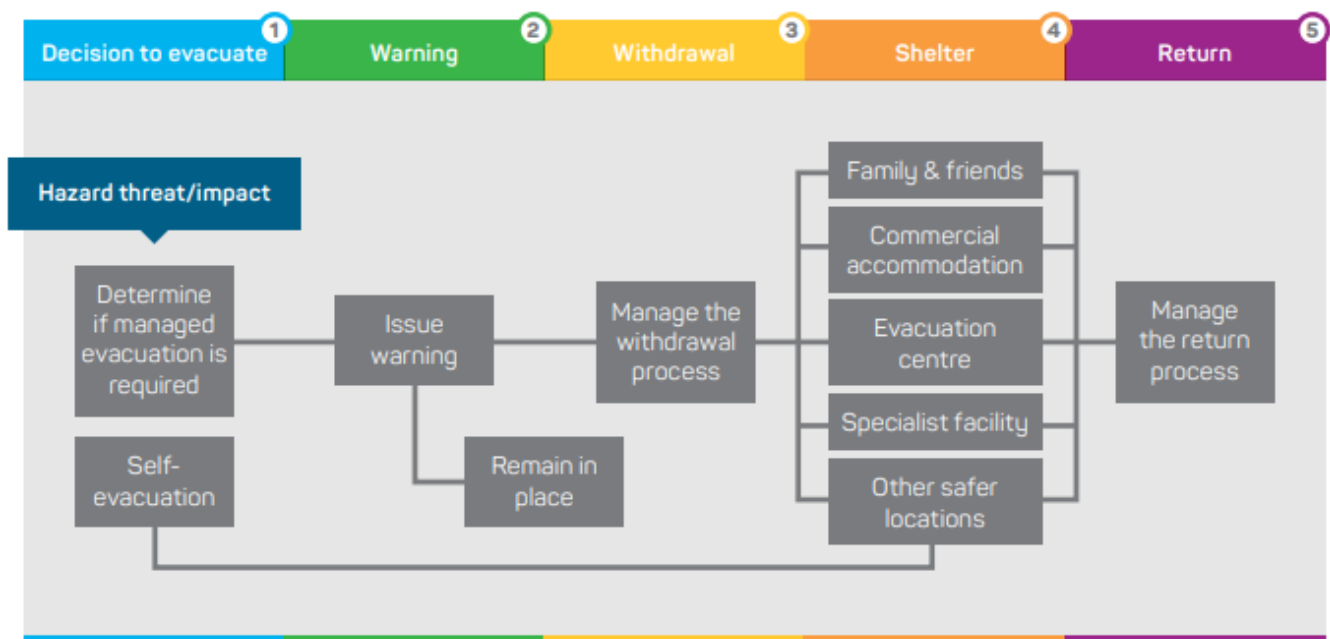 1
2
3
4
5
Decision to evacuate
Warning
Withdrawal
Shelter
Return
Hazard threat/impact
Determine
if managed
evacuation is
required
Self-
evacuation
Issue
warning
Remain in
place
Manage the
withdrawal
process
Family & friends
Commercial
accommodation
Evacuation
centre
Specialist facility
Other safer
locations
Manage
the return
process